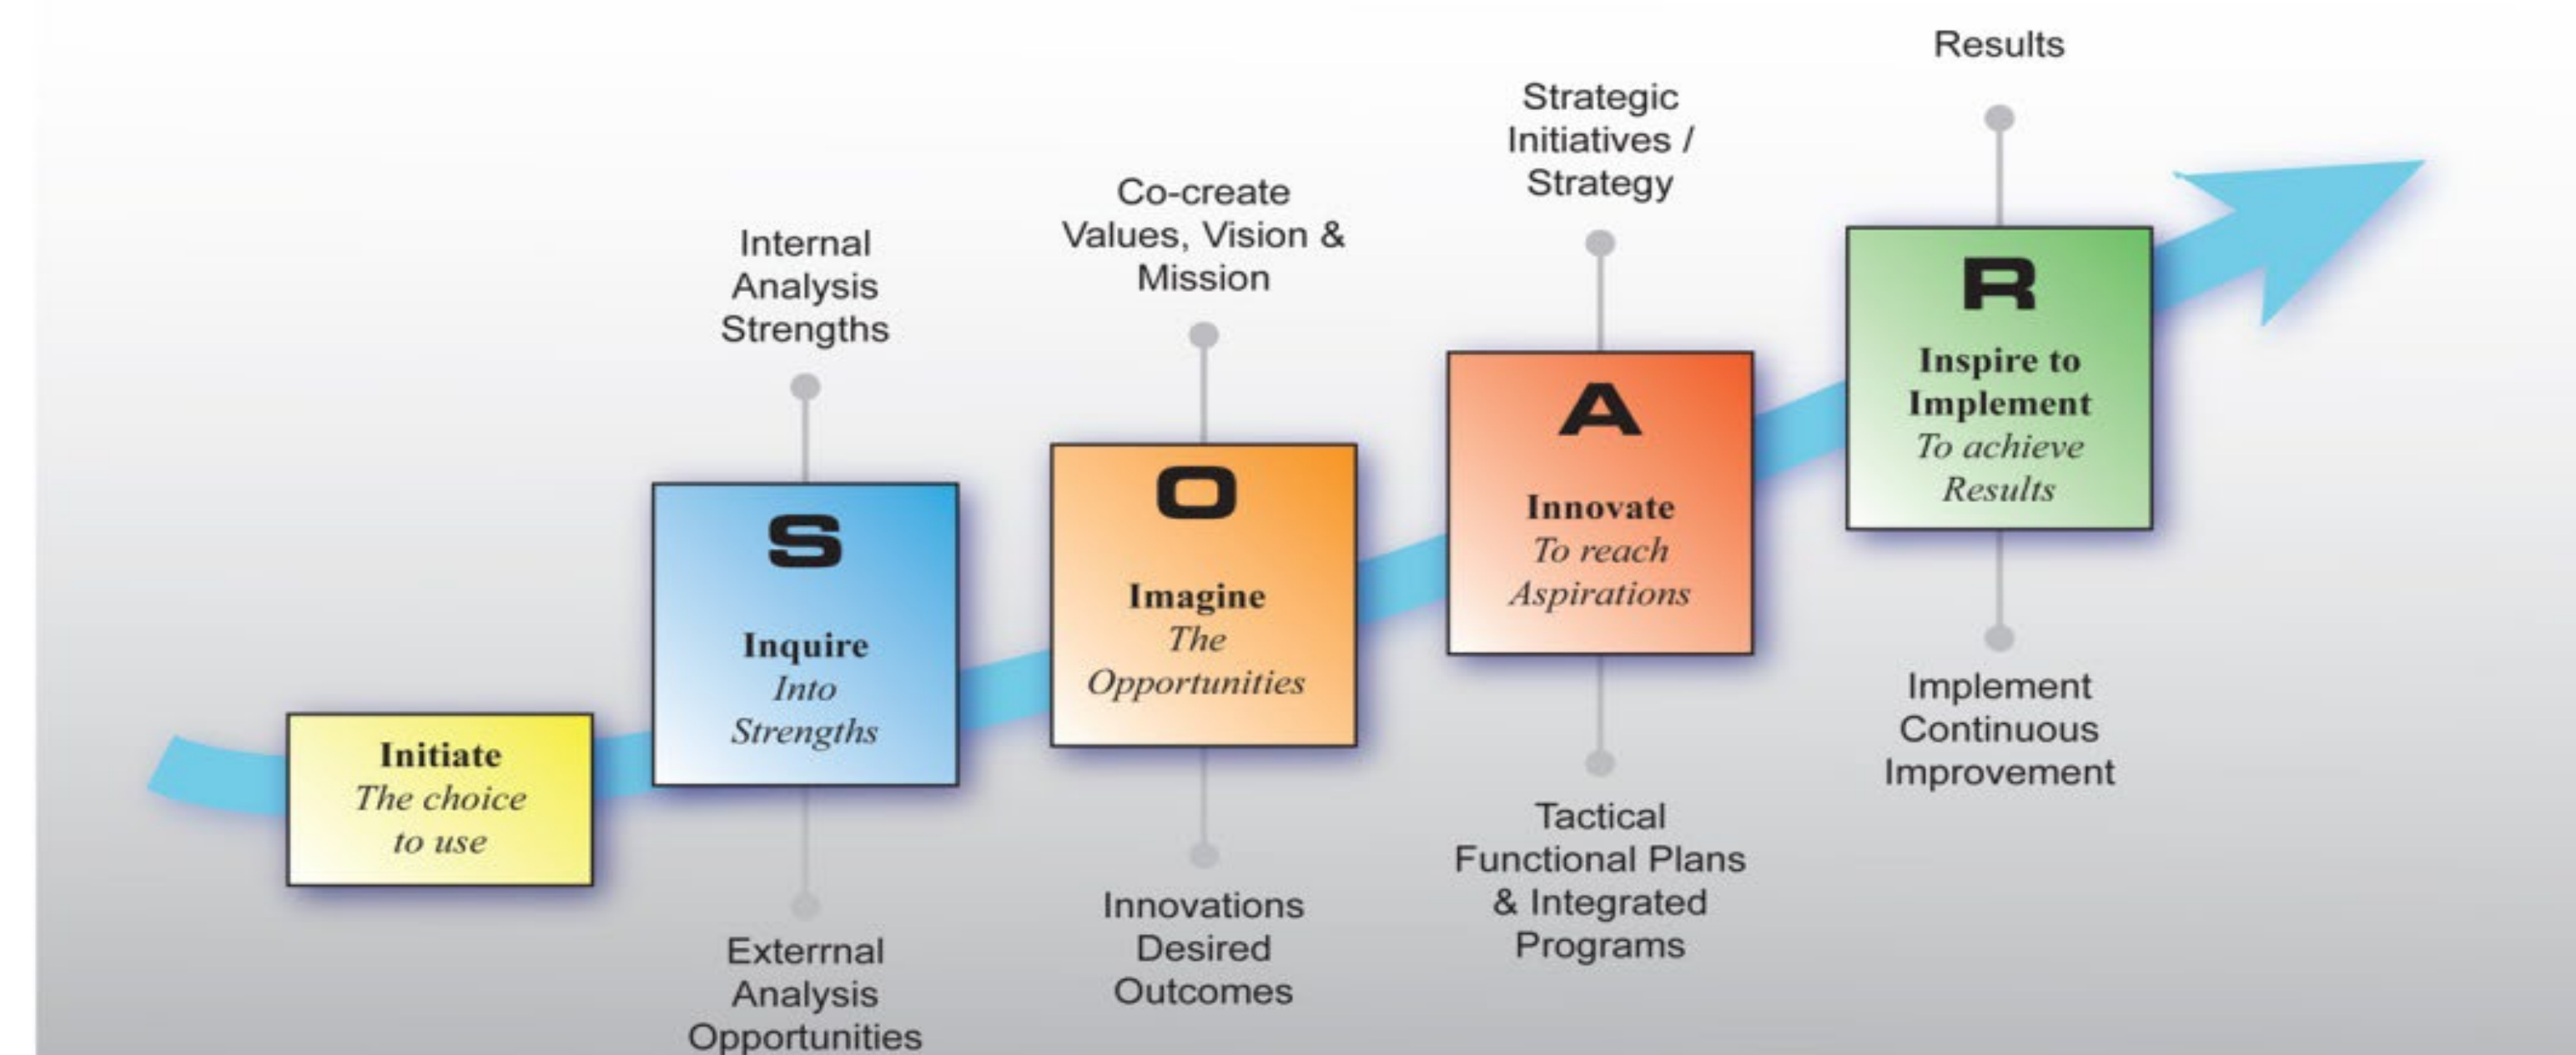 Initiate
The choice
to use
Internal
Analysis
Strengths
S
Inquire
Into
Strengths
Exterrnal
Analysis
Opportunities
Co-create
Values, Vision &
Mission
O
Imagine
The
Opportunities
Innovations
Desired
Outcomes
Strategic
Initiatives /
Strategy
A
Innovate
To reach
Aspirations
Tactical
Functional Plans
& Integrated
Programs
Results
R
Inspire to
Implement
To achieve
Results
Implement
Continuous
Improvement